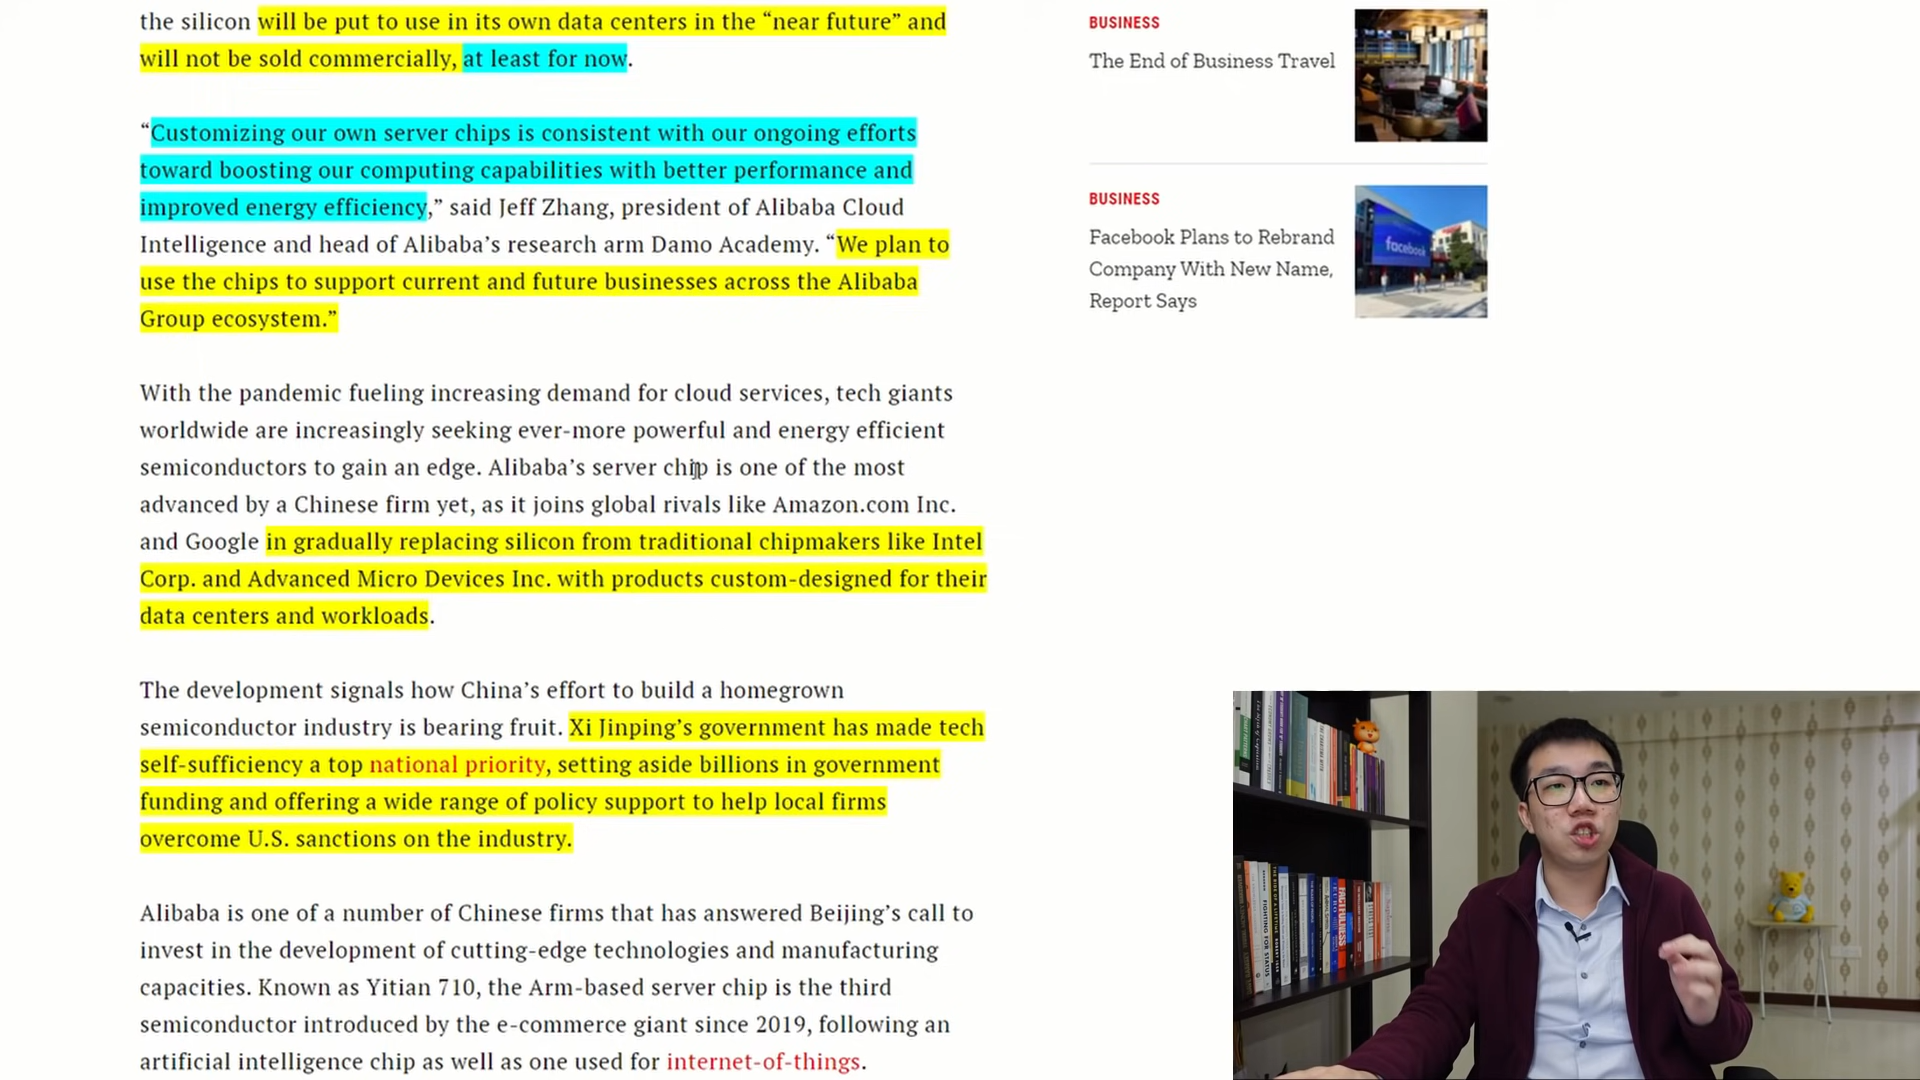 the silicon will be put to use in its own data centers in the “near future” and
will not be sold commercially, at least for now.
“Customizing our own server chips is consistent with our ongoing efforts
toward boosting our computing capabilities with better performance and
improved energy efficiency,” said Jeff Zhang, president of Alibaba Cloud
Intelligence and head of Alibaba’s research arm Damo Academy. “We plan to
use the chips to support current and future businesses across the Alibaba
Group ecosystem.”
With the pandemic fueling increasing demand for cloud services, tech giants
worldwide are increasingly seeking ever-more powerful and energy efficient
semiconductors to gain an edge. Alibaba’s server chip is one of the most
advanced by a Chinese firm yet, as it joins global rivals like Amazon.com Inc.
and Google in gradually replacing silicon from traditional chipmakers like Intel
Corp. and Advanced Micro Devices Inc. with products custom-designed for their
data centers and workloads.
The development signals how China’s effort to build a homegrown
semiconductor industry is bearing fruit. Xi Jinping’s government has made tech
self-sufficiency a top national priority, setting aside billions in government
funding and offering a wide range of policy support to help local firms
overcome U.S. sanctions on the industry.
Alibaba is one of a number of Chinese firms that has answered Beijing’s call to
invest in the development of cutting-edge technologies and manufacturing
capacities. Known as Yitian 710, the Arm-based server chip is the third
semiconductor introduced by the e-commerce giant since 2019, following an
artificial intelligence chip as well as one used for internet-of-things.
BUSINESS
The End of Business Travel
BUSINESS
Facebook Plans to Rebrand
Company With New Name,
Report Says
facebook
FIGHTING FOR STATUS
FACTFULNESS